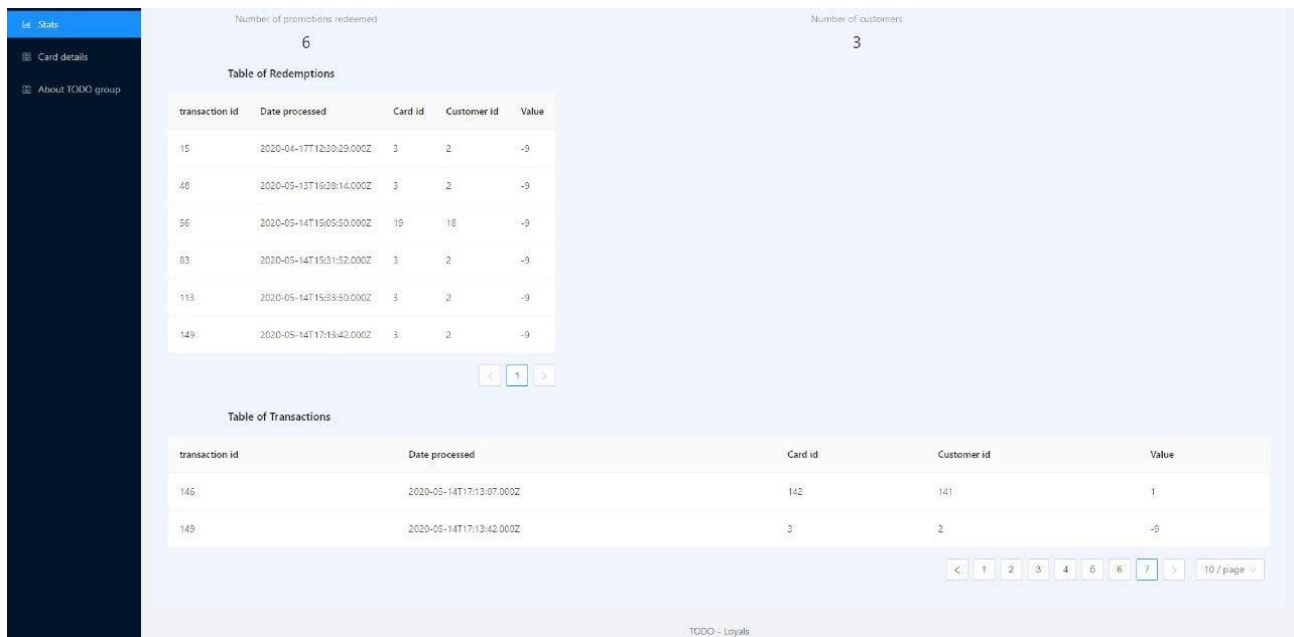 Stats
Card details
About TODO group
Number of promotions redeemed
6
Number of customers
3
Table of Redemptions
transaction id Date processed Card id Customer id Value
15 2020-04-17T12:30:29.000Z 3 2 -9
48 2020-05-13T16:38:14.000Z 3 2 -9
56 2020-05-14T15:05:50.000Z 19 18 -9
83 2020-05-14T15:31:52.000Z 3 2 -9
113 2020-05-14T15:33:50.000Z 3 2 -9
149 2020-05-14T17:13:42.000Z 3 2 -9
< 1 >
Table of Transactions
transaction id Date processed Card id Customer id Value
146 2020-05-14T17:13:07.000Z 142 141 1
149 2020-05-14T17:13:42.000Z 3 2 -9
< 1 2 3 4 5 6 7 > 10 / page
TODO - Loyals